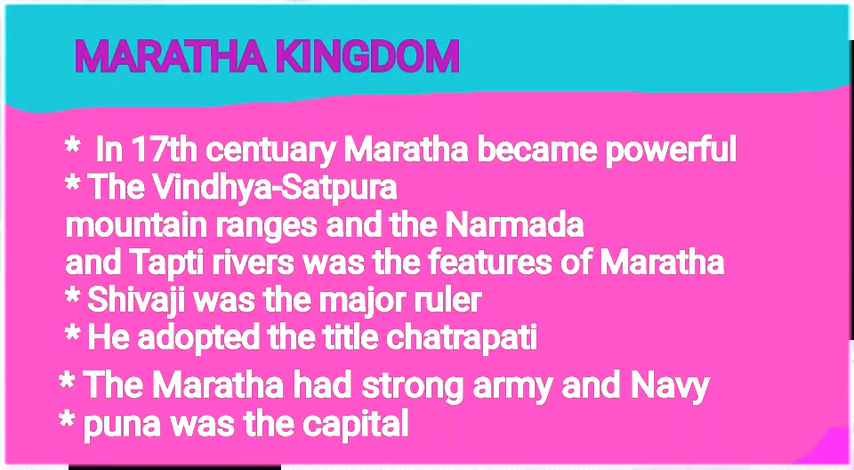 MARATHA KINGDOM
* In 17th centuary Maratha became powerful
* The Vindhya-Satpura
mountain ranges and the Narmada
and Tapti rivers was the features of Maratha
* Shivaji was the major ruler
* He adopted the title chatrapati
* The Maratha had strong army and Navy
* puna was the capital